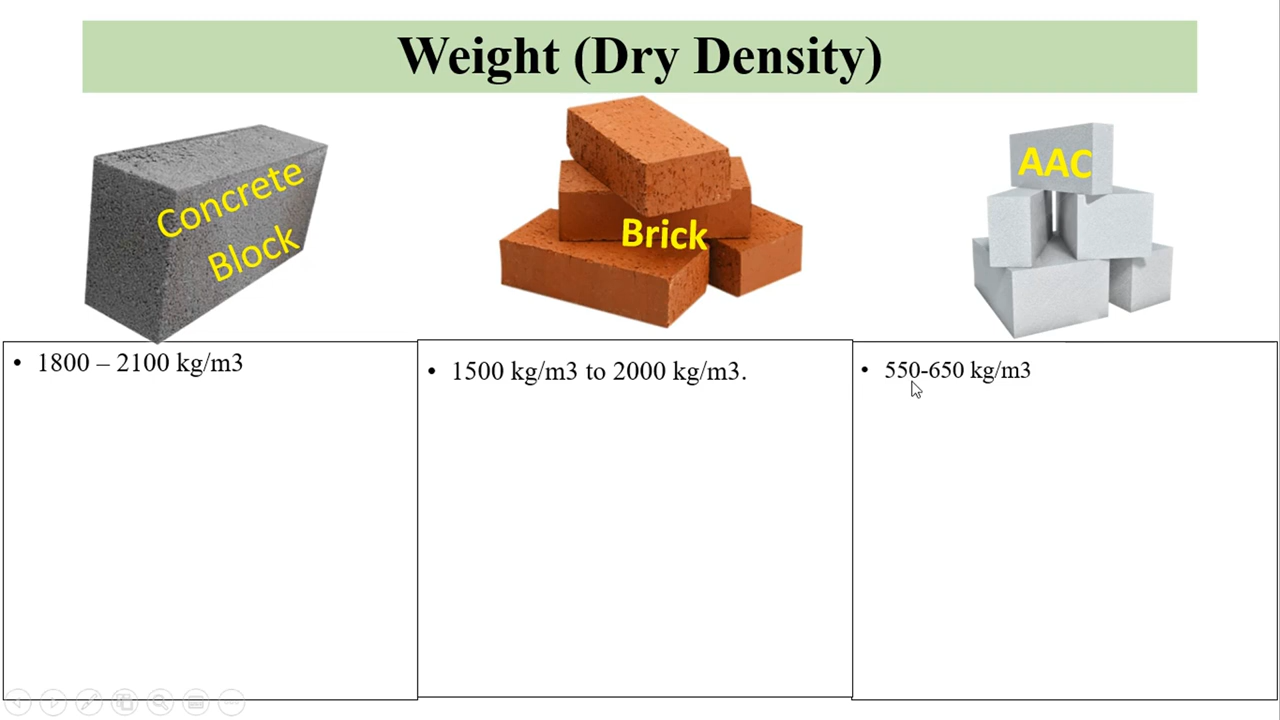 Weight (Dry Density)
Concrete
Block
Brick
AAC
• 1800 – 2100 kg/m3
• 1500 kg/m3 to 2000 kg/m3.
• 550-650 kg/m3